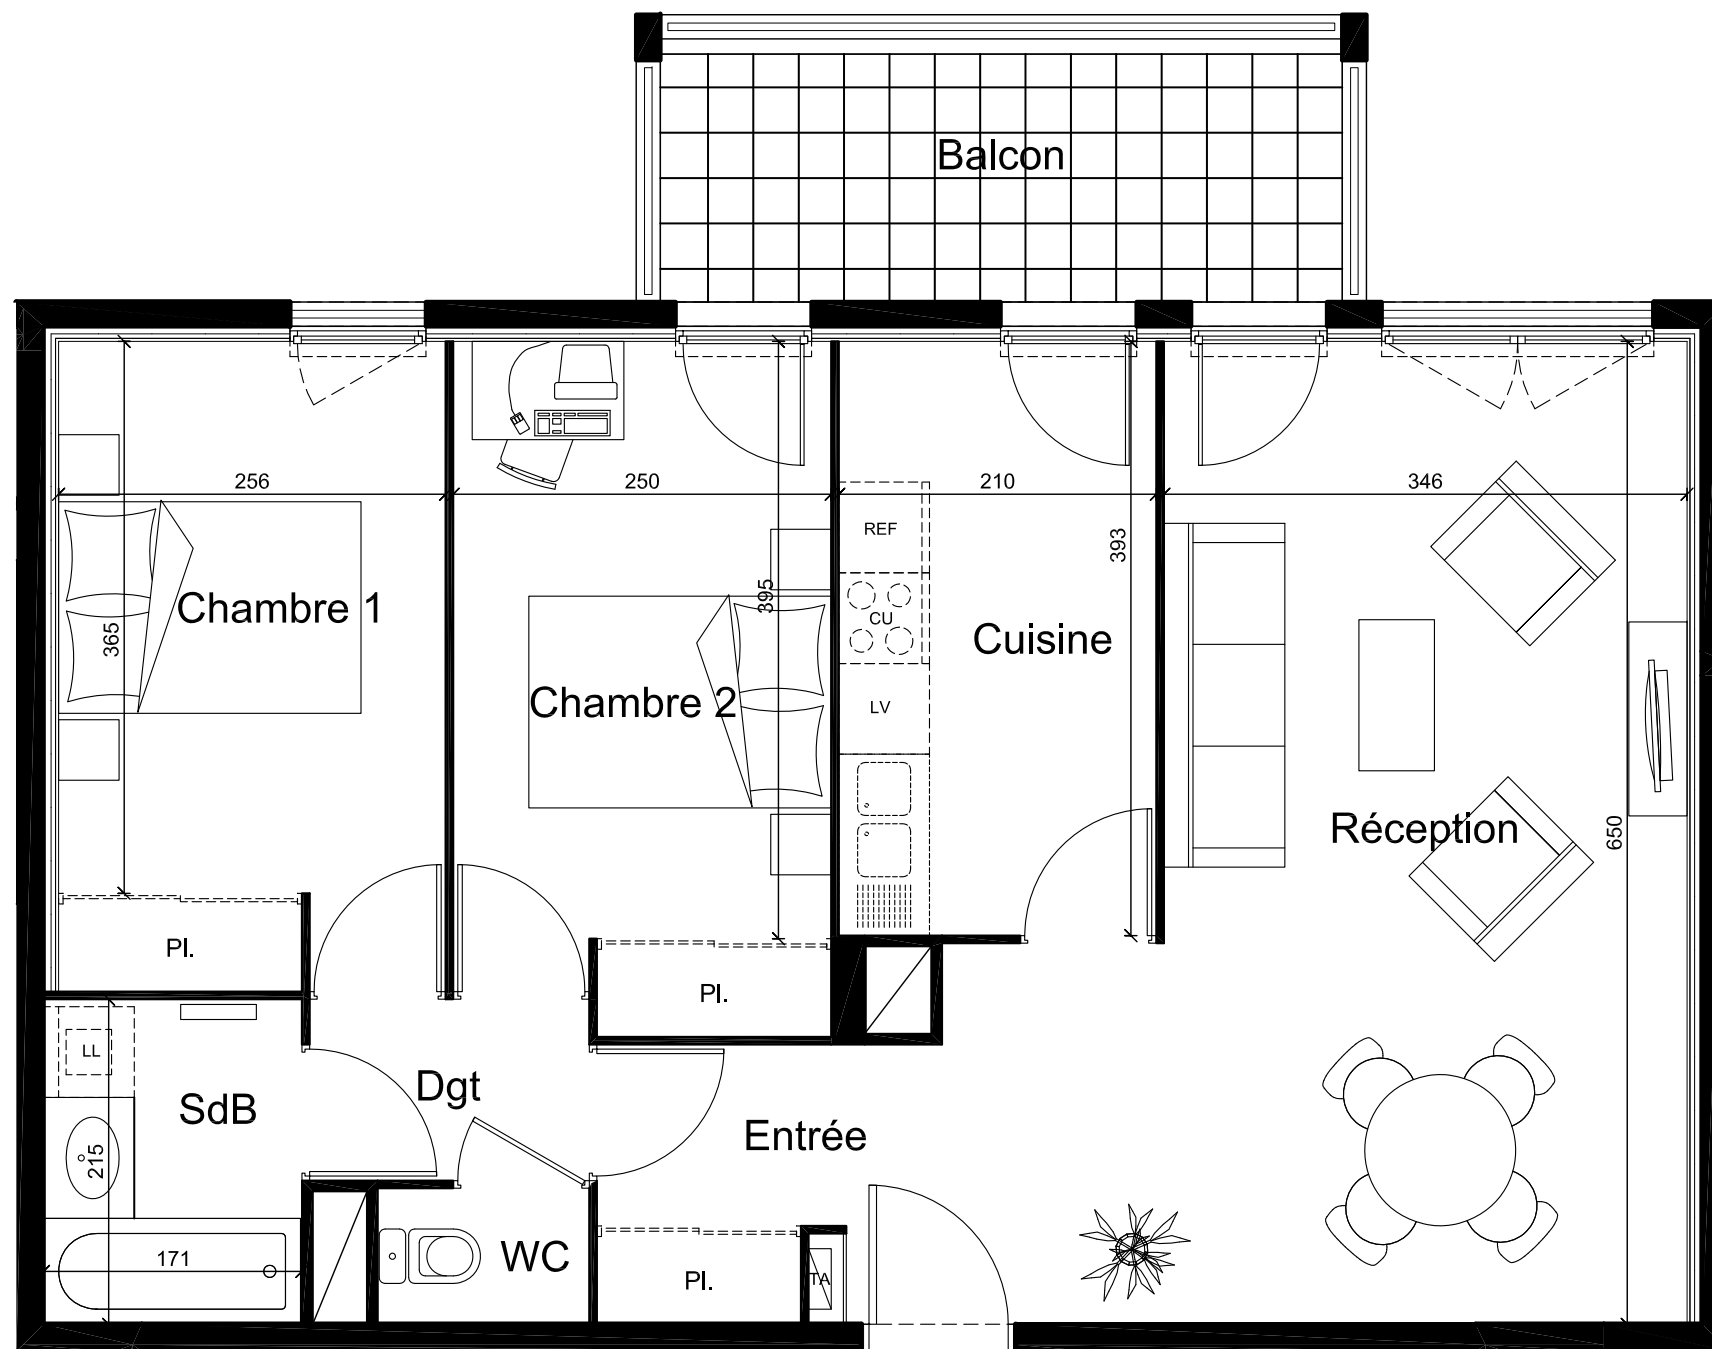 Balcon
256
250
210
346
REF
393
395
Chambre 1
CU
365
Cuisine
Chambre 2
LV
Réception
650
Pl.
Pl.
LL
Dgt
SdB
Entrée
215
WC
171
Pl.
TA